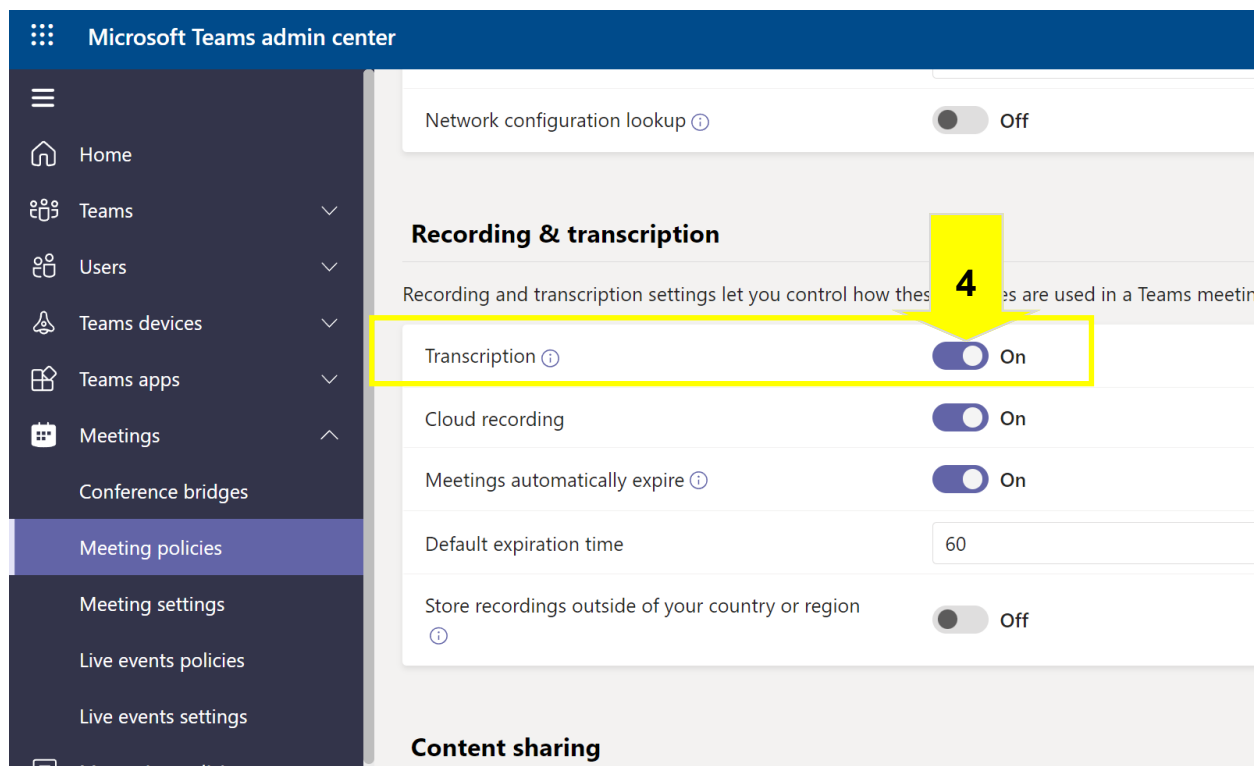 Microsoft Teams admin center
Home
Teams
Users
Teams devices
Teams apps
Meetings
Conference bridges
Meeting policies
Meeting settings
Live events policies
Live events settings
Network configuration lookup
Off
Recording & transcription
Recording and transcription settings let you control how es are used in a Teams
4
Transcription
On
Cloud recording
On
Meetings automatically expire
On
Default expiration time
60
Store recordings outside of your country or region
Off
Content sharing